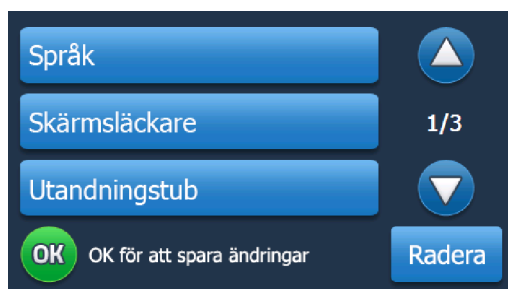 Språk
Skärmsläckare
1/3
Utandningstub
OK
OK för att spara ändringar
Radera